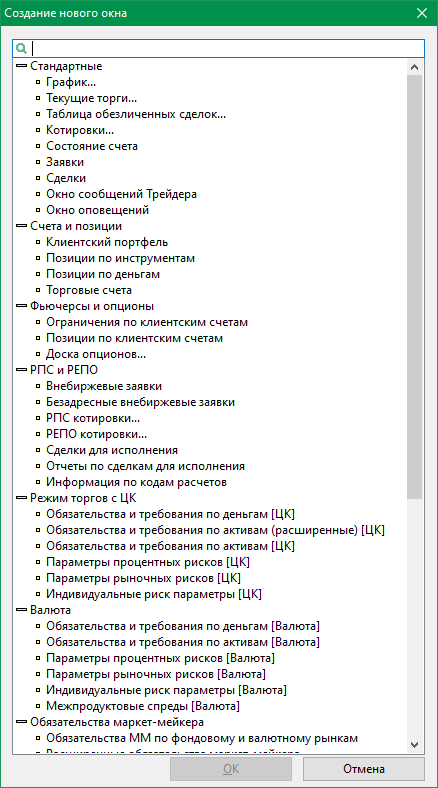 Создание нового окна
Стандартные
График...
Текущие торги...
Таблица обезличенных сделок...
Котировки...
Состояние счета
Заявки
Сделки
Окно сообщений Трейдера
Окно оповещений
Счета и позиции
Клиентский портфель
Позиции по инструментам
Позиции по деньгам
Торговые счета
Фьючерсы и опционы
Ограничения по клиентским счетам
Позиции по клиентским счетам
Доска опционов...
РПС и РЕПО
Внебиржевые заявки
Безадресные внебиржевые заявки
РПС котировки...
РЕПО котировки...
Сделки для исполнения
Отчеты по сделкам для исполнения
Информация по кодам расчетов
Режим торгов с ЦК
Обязательства и требования по деньгам [ЦК]
Обязательства и требования по активам (расширенные) [ЦК]
Обязательства и требования по активам [ЦК]
Параметры процентных рисков [ЦК]
Параметры рыночных рисков [ЦК]
Индивидуальные риск параметры [ЦК]
Валюта
Обязательства и требования по деньгам [Валюта]
Обязательства и требования по активам [Валюта]
Параметры процентных рисков [Валюта]
Параметры рыночных рисков [Валюта]
Индивидуальные риск параметры [Валюта]
Межпродуктовые спреды [Валюта]
Обязательства маркет-мейкера
Обязательства ММ по фондовому и валютному рынкам
Расширенные обязательства маркет-мейкера
OK
Отмена